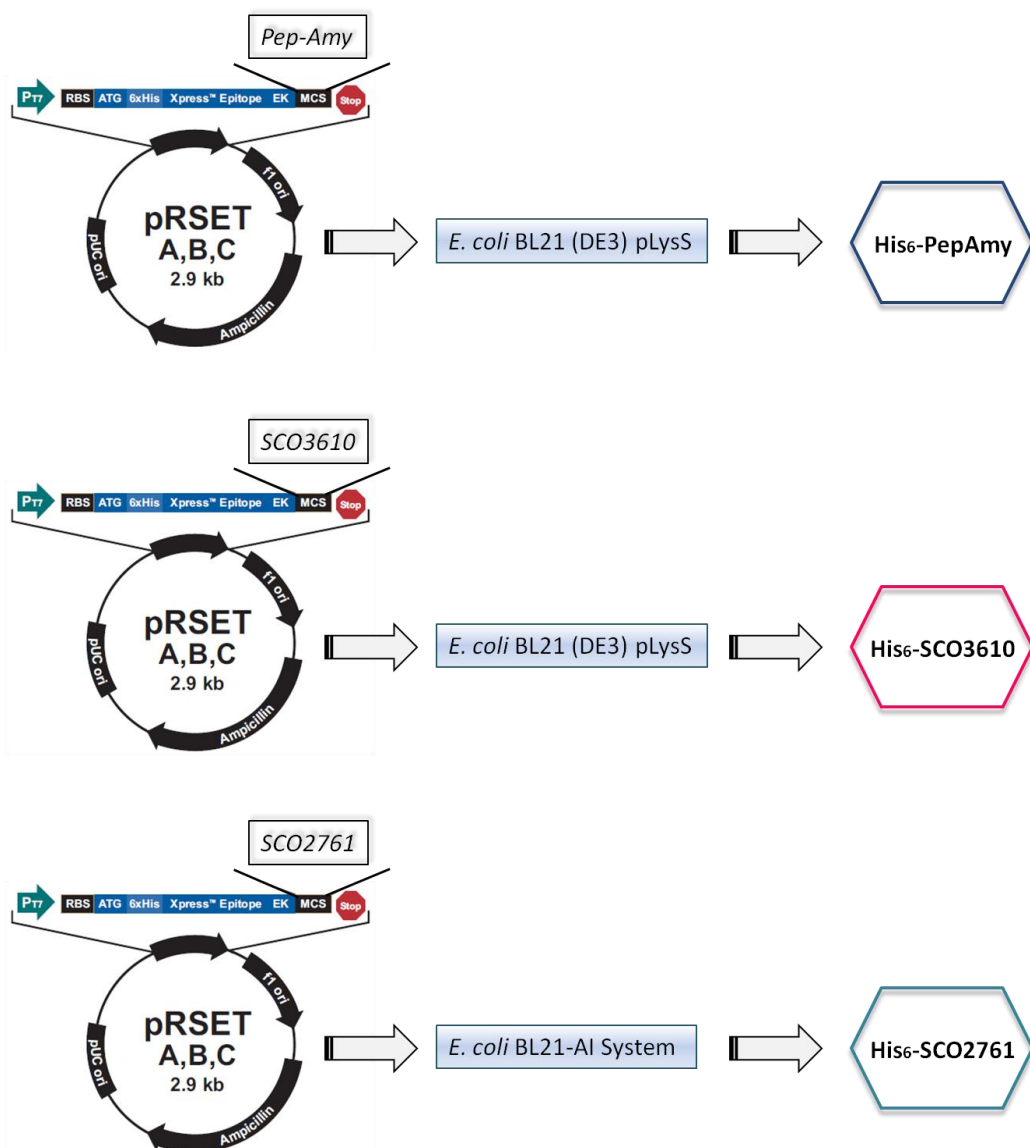 Pep-Amy
PT7 RBS ATG 6xHis Xpress™ Epitope EK MCS Stop
f1 ori
pRSET
A,B,C
2.9 kb
pUC ori
Ampicillin
E. coli BL21 (DE3) pLysS
His6-PepAmy
SCO3610
PT7 RBS ATG 6xHis Xpress™ Epitope EK MCS Stop
f1 ori
pRSET
A,B,C
2.9 kb
pUC ori
Ampicillin
E. coli BL21 (DE3) pLysS
His6-SCO3610
SCO2761
PT7 RBS ATG 6xHis Xpress™ Epitope EK MCS Stop
f1 ori
pRSET
A,B,C
2.9 kb
pUC ori
Ampicillin
E. coli BL21-AI System
His6-SCO2761